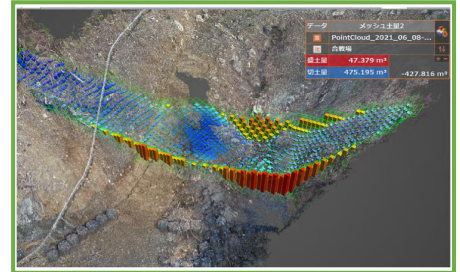 データ メッシュ土量2
PointCloud_2021_06_08-...
合戦場
盛土量 47.379 m³
切土量 475.195 m³ -427.816 m³